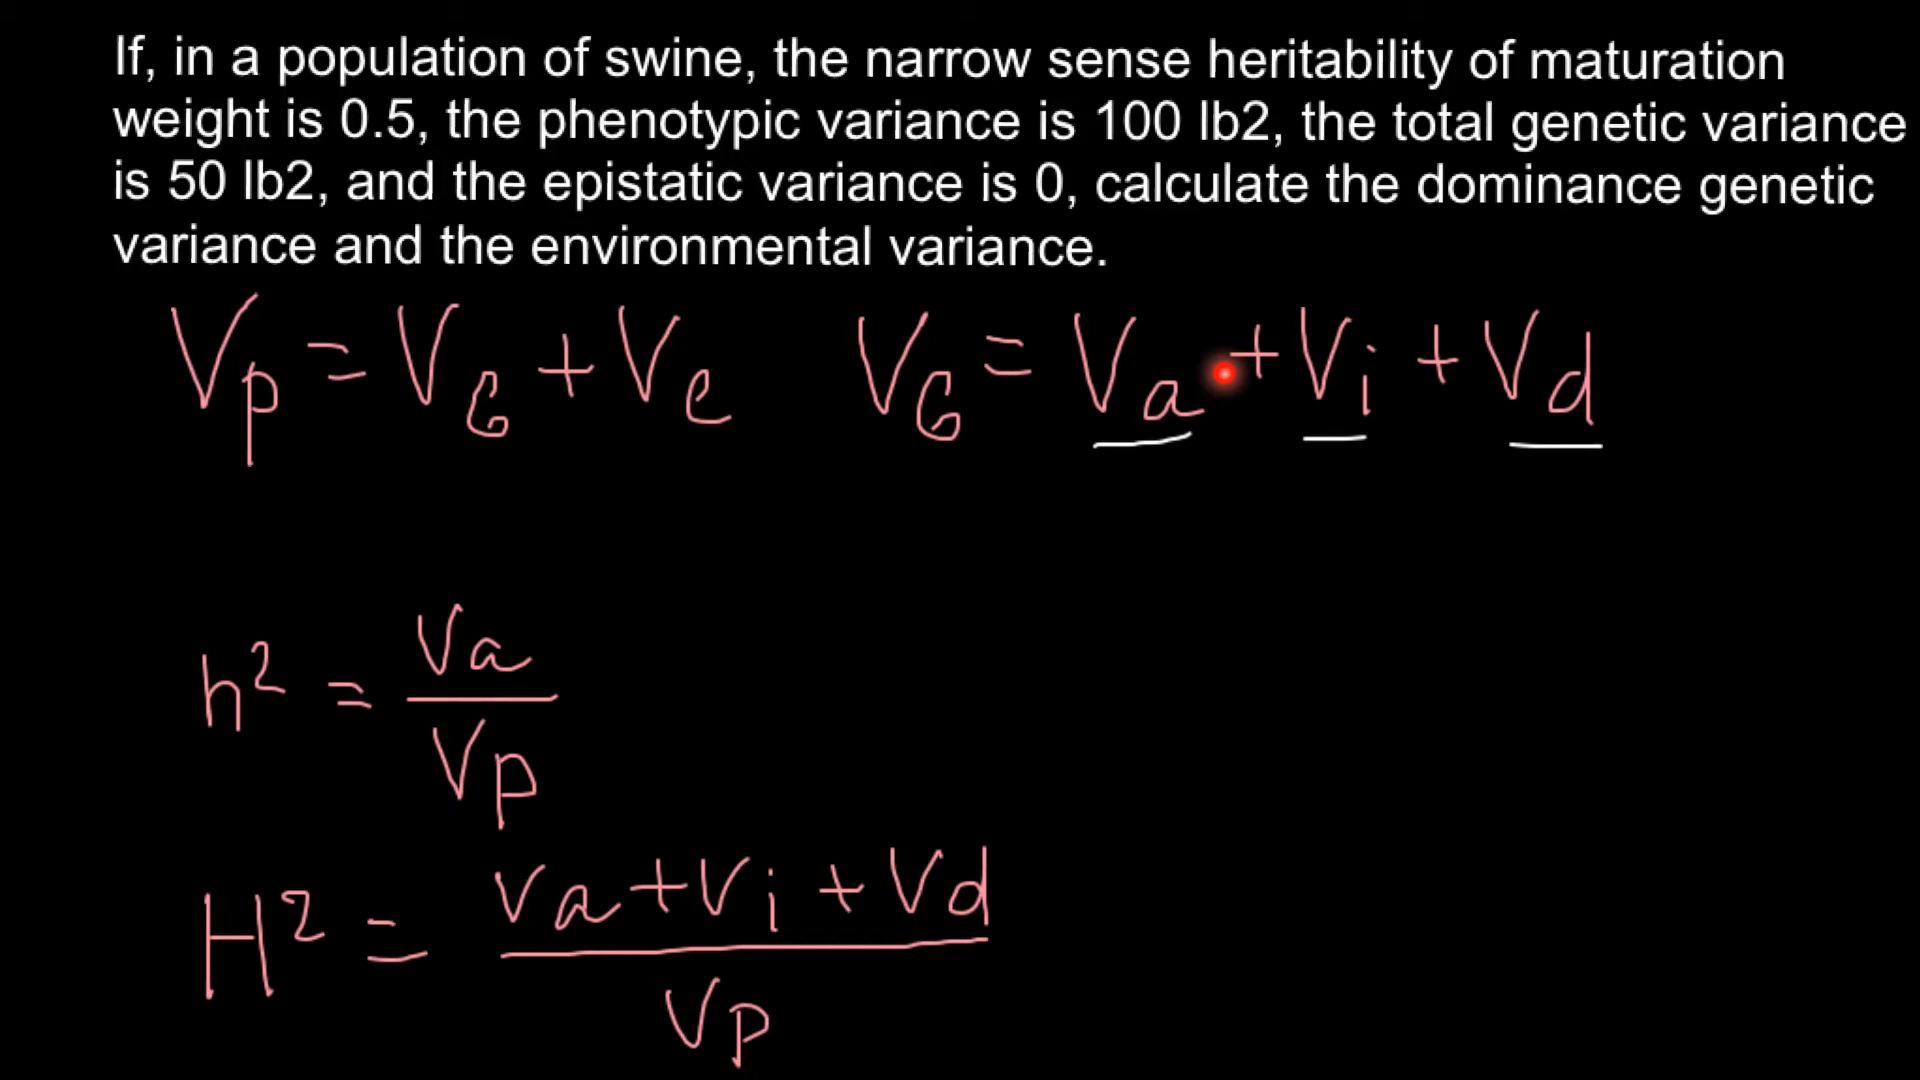 If, in a population of swine, the narrow sense heritability of maturation
weight is 0.5, the phenotypic variance is 100 lb2, the total genetic variance
is 50 lb2, and the epistatic variance is 0, calculate the dominance genetic
variance and the environmental variance.
Vp = VG + Ve VG = Va + Vi + Vd
h² = Va
Vp
H² = Va + Vi + Vd
Vp